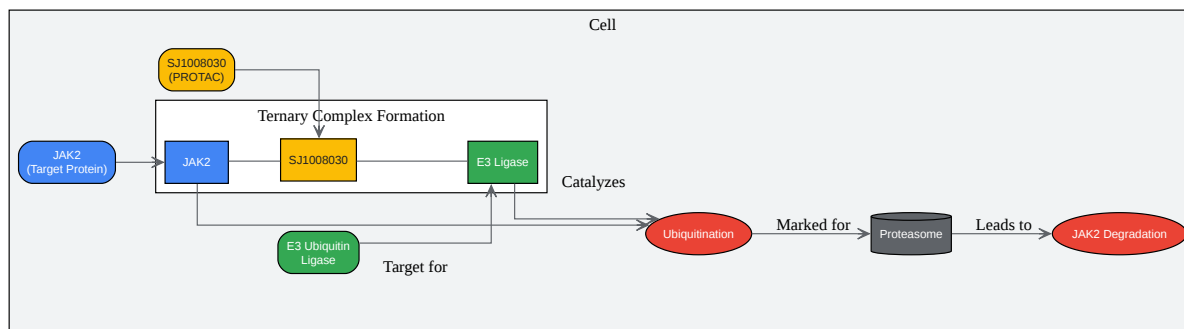 Cell
SJ1008030
(PROTAC)
Ternary Complex Formation
JAK2
(Target Protein)
JAK2
SJ1008030
E3 Ligase
Catalyzes
E3 Ubiquitin
Ligase
Target for
Ubiquitination
Marked for
Proteasome
Leads to
JAK2 Degradation